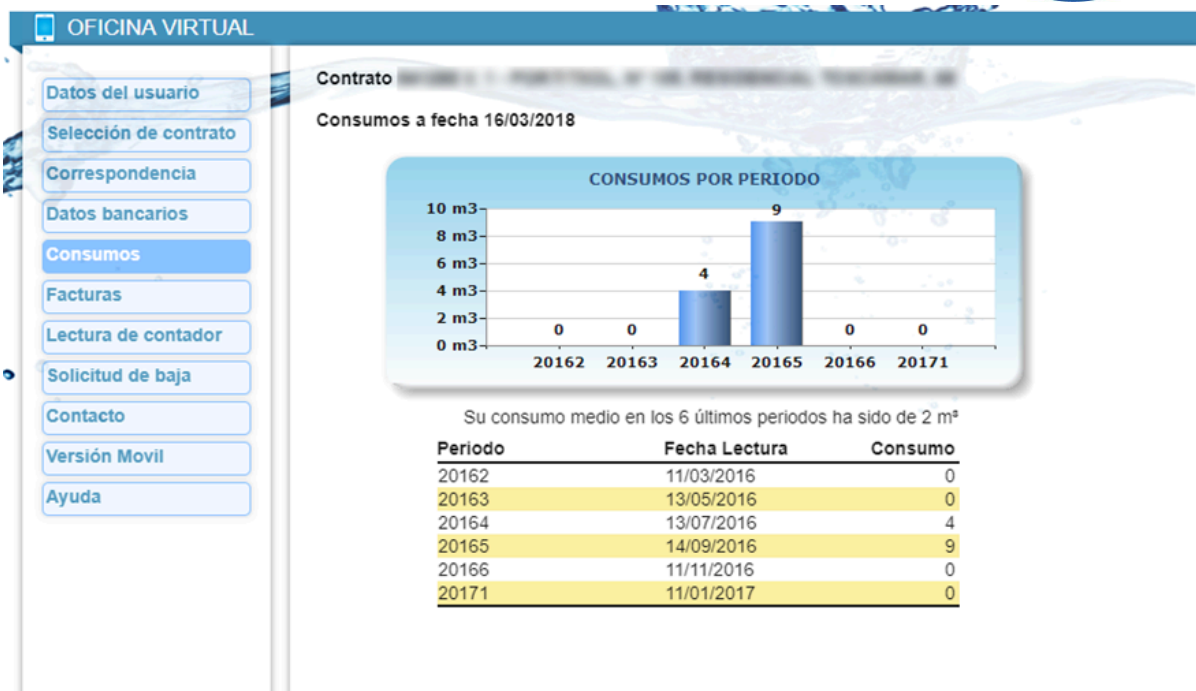 OFICINA VIRTUAL
Datos del usuario
Selección de contrato
Correspondencia
Datos bancarios
Consumos
Facturas
Lectura de contador
Solicitud de baja
Contacto
Versión Movil
Ayuda
Contrato
Consumos a fecha 16/03/2018
CONSUMOS POR PERIODO
10 m3
8 m3
6 m3
4 m3
2 m3
0 m3
0 0 4 9 0 0
20162 20163 20164 20165 20166 20171
Su consumo medio en los 6 últimos periodos ha sido de 2 m³
Periodo Fecha Lectura Consumo
20162 11/03/2016 0
20163 13/05/2016 0
20164 13/07/2016 4
20165 14/09/2016 9
20166 11/11/2016 0
20171 11/01/2017 0